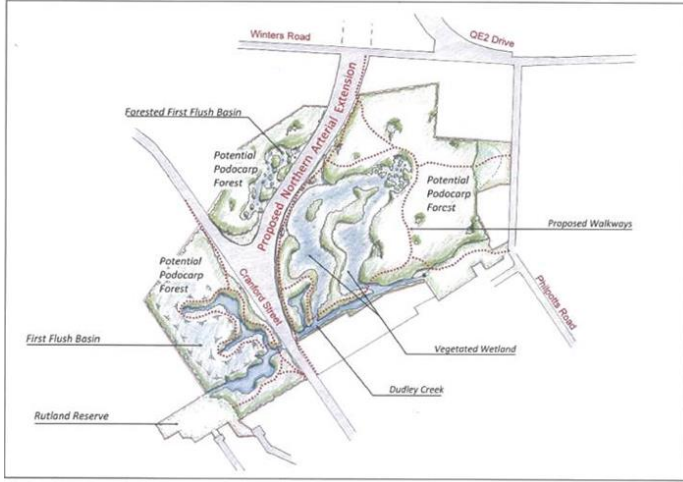 Winters Road
QE2 Drive
Forested First Flush Basin
Proposed Northern Arterial Extension
Potential
Podocarp
Forest
Potential
Podocarp
Forest
Proposed Walkways
Potential
Podocarp
Forest
Cranford Street
Philpotts Road
First Flush Basin
Vegetated Wetland
Dudley Creek
Rutland Reserve